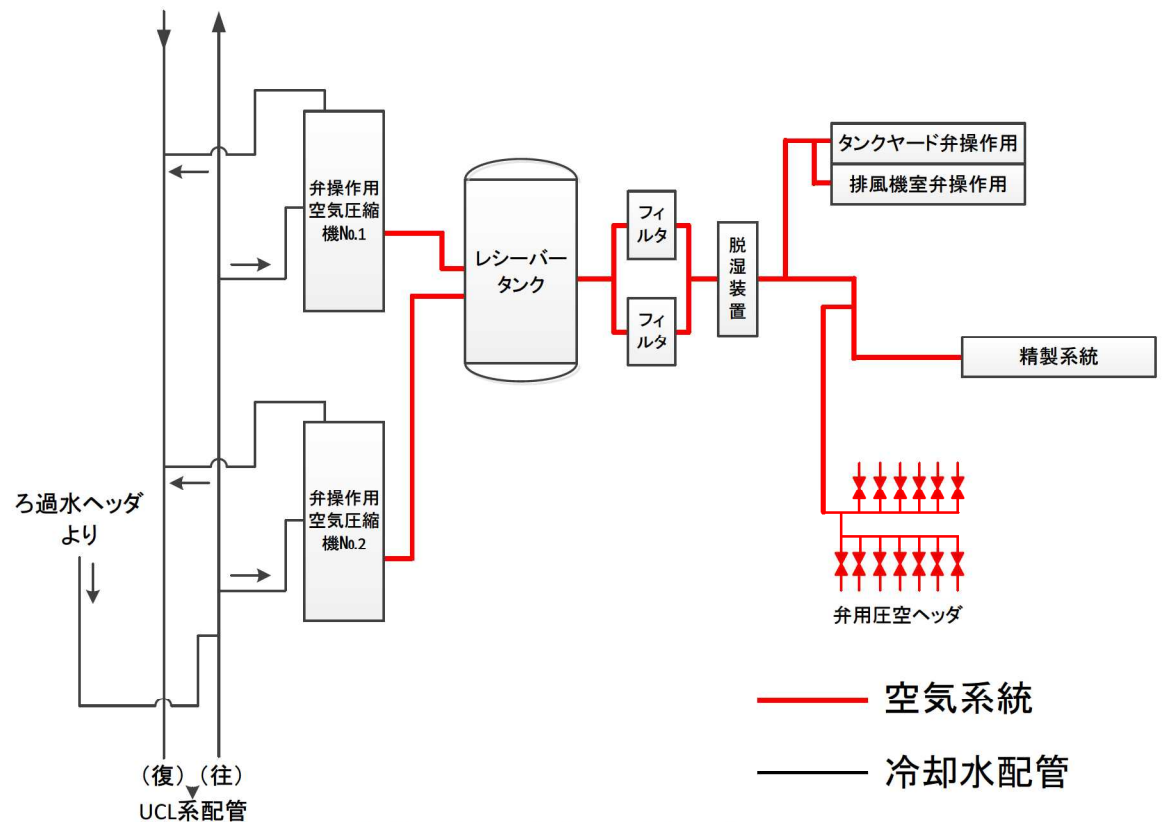 弁操作用
空気圧縮
機№1
レシーバー
タンク
フィ
ルタ
フィ
ルタ
脱
湿
装
置
タンクヤード弁操作用
排風機室弁操作用
精製系統
弁操作用
空気圧縮
機№2
ろ過水ヘッダ
より
弁用圧空ヘッダ
空気系統
冷却水配管
(復)
(往)
UCL系配管